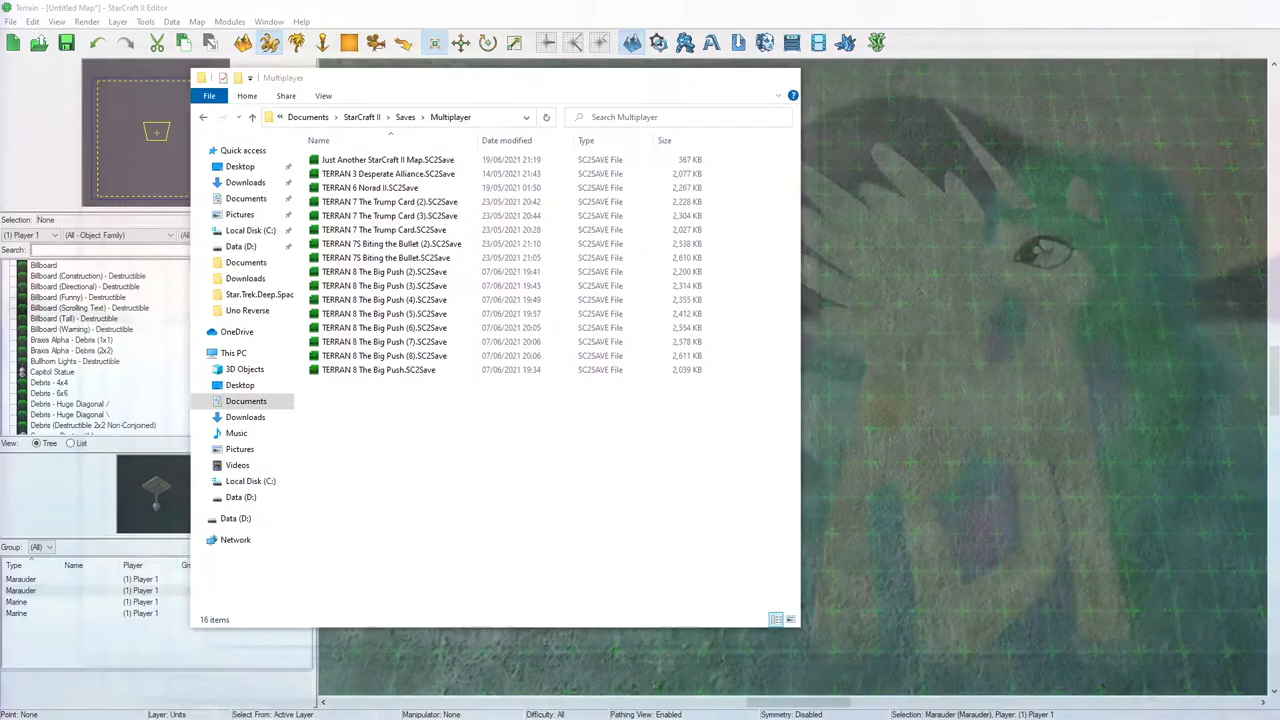 Terrain - [Untitled Map*] - StarCraft II Editor
File Edit View Render Layer Tools Data Map Modules Window Help
Multiplayer
File Home Share View
« Documents StarCraft II Saves Multiplayer
Search Multiplayer
Name Date modified Type Size
Quick access
Desktop
Downloads
Documents
Pictures
Local Disk (C:)
Data (D:)
Documents
Downloads
Star.Trek.Deep.Spac
Uno Reverse
OneDrive
This PC
3D Objects
Desktop
Documents
Downloads
Music
Pictures
Videos
Local Disk (C:)
Data (D:)
Data (D:)
Network
Just Another StarCraft II Map.SC2Save 19/06/2021 21:19 SC2SAVE File 367 KB
TERRAN 3 Desperate Alliance.SC2Save 14/05/2021 21:43 SC2SAVE File 2,077 KB
TERRAN 6 Norad II.SC2Save 19/05/2021 01:50 SC2SAVE File 2,267 KB
TERRAN 7 The Trump Card (2).SC2Save 23/05/2021 20:42 SC2SAVE File 2,228 KB
TERRAN 7 The Trump Card (3).SC2Save 23/05/2021 20:44 SC2SAVE File 2,304 KB
TERRAN 7 The Trump Card.SC2Save 23/05/2021 20:28 SC2SAVE File 2,027 KB
TERRAN 7S Biting the Bullet (2).SC2Save 23/05/2021 21:10 SC2SAVE File 2,538 KB
TERRAN 7S Biting the Bullet.SC2Save 23/05/2021 21:05 SC2SAVE File 2,610 KB
TERRAN 8 The Big Push (2).SC2Save 07/06/2021 19:41 SC2SAVE File 2,200 KB
TERRAN 8 The Big Push (3).SC2Save 07/06/2021 19:45 SC2SAVE File 2,314 KB
TERRAN 8 The Big Push (4).SC2Save 07/06/2021 19:49 SC2SAVE File 2,355 KB
TERRAN 8 The Big Push (5).SC2Save 07/06/2021 19:57 SC2SAVE File 2,412 KB
TERRAN 8 The Big Push (6).SC2Save 07/06/2021 20:05 SC2SAVE File 2,554 KB
TERRAN 8 The Big Push (7).SC2Save 07/06/2021 20:06 SC2SAVE File 2,578 KB
TERRAN 8 The Big Push (8).SC2Save 07/06/2021 20:06 SC2SAVE File 2,611 KB
TERRAN 8 The Big Push.SC2Save 07/06/2021 19:34 SC2SAVE File 2,039 KB
16 items
Selection: None
(1) Player 1 (All - Object Family) (All
Search:
Billboard
Billboard (Construction) - Destructible
Billboard (Directional) - Destructible
Billboard (Funny) - Destructible
Billboard (Scrolling Text) - Destructible
Billboard (Tall) - Destructible
Billboard (Warning) - Destructible
Braxis Alpha - Debris (1x1)
Braxis Alpha - Debris (2x2)
Bullhorn Lights - Destructible
Capitol Statue
Debris - 4x4
Debris - 6x6
Debris - Huge Diagonal /
Debris - Huge Diagonal \
Debris (Destructible 2x2 Non-Conjoined)
View: Tree List
Group: (All)
Type Name Player Gr
Marauder (1) Player 1
Marauder (1) Player 1
Marine (1) Player 1
Marine (1) Player 1
Point: None Layer: Units Select From: Active Layer Manipulator: None Difficulty: All Pathing View: Enabled Symmetry: Disabled Selection: Marauder (Marauder), Player: (1) Player 1